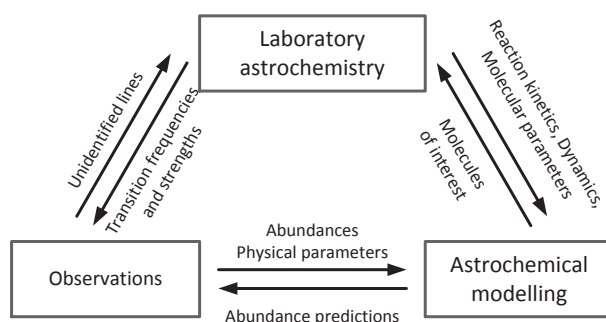 Laboratory
astrochemistry
Unidentified lines
Transition frequencies
and strengths
Reaction kinetics, Dynamics,
Molecular parameters
Molecules
of interest
Abundances
Physical parameters
Observations
Astrochemical
modelling
Abundance predictions